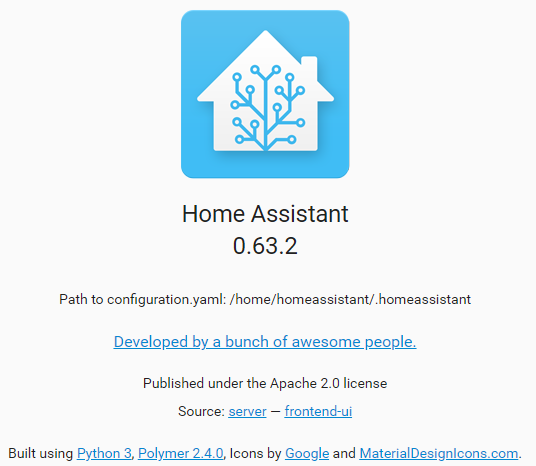 Home Assistant
0.63.2
Path to configuration.yaml: /home/homeassistant/.homeassistant
Developed by a bunch of awesome people.
Published under the Apache 2.0 license
Source: server — frontend-ui
Built using Python 3, Polymer 2.4.0, Icons by Google and MaterialDesignIcons.com.